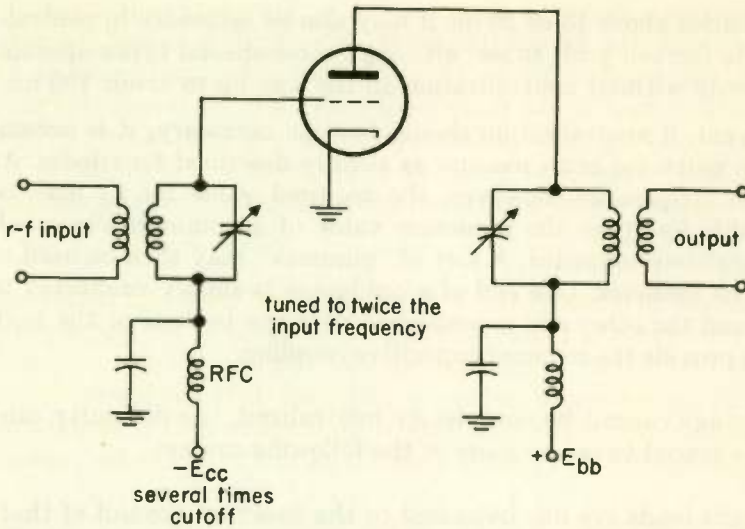 r-f input
output
tuned to twice the
input frequency
RFC
−Ecc
several times
cutoff
+Ebb